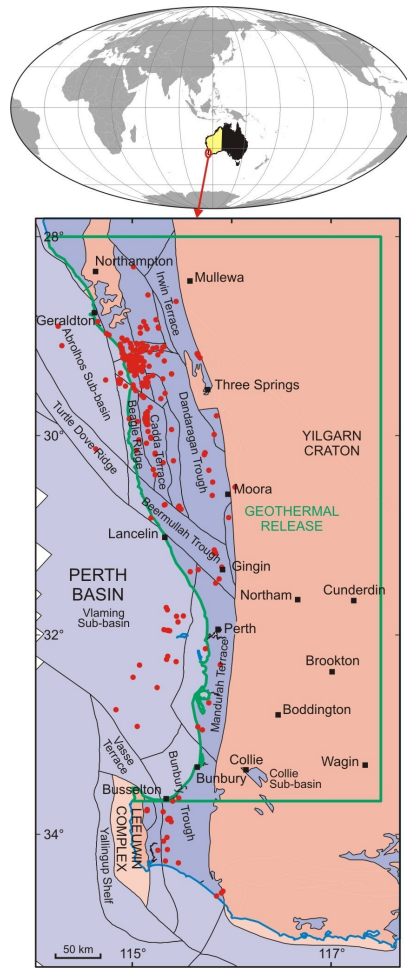 28°
Northampton
Mullewa
Irwin Terrace
Geraldton
Abrolhos Sub-basin
Three Springs
Turtle Dove Ridge
Beagle Ridge
Cadda Terrace
Dandaragan Trough
30°
YILGARN
CRATON
Moora
GEOTHERMAL
RELEASE
Beermullah Trough
Lancelin
Gingin
PERTH
BASIN
Vlaming
Sub-basin
Northam
Cunderdin
32°
Perth
Mandurah Terrace
Brookton
Boddington
Vasse
Terrace
Bunbury
Trough
Bunbury
Collie
Collie
Sub-basin
Wagin
Busselton
34°
LEEUWIN
COMPLEX
Yallingup Shelf
50 km
115°
117°